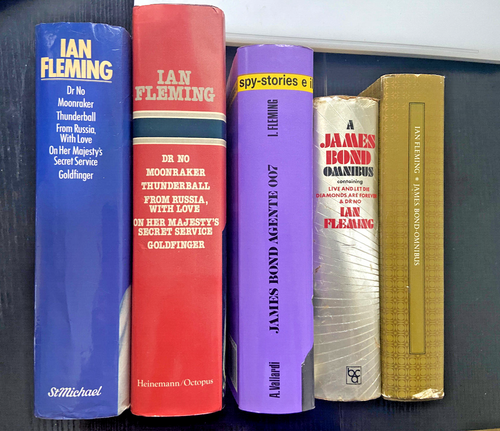 IAN
FLEMING
Dr No
Moonraker
Thunderball
From Russia,
With Love
On Her Majesty's
Secret Service
Goldfinger
St Michael
IAN
FLEMING
DR NO
MOONRAKER
THUNDERBALL
FROM RUSSIA,
WITH LOVE
ON HER MAJESTY'S
SECRET SERVICE
GOLDFINGER
Heinemann/Octopus
spy-stories e
I. FLEMING
JAMES BOND AGENTE 007
A. Vallardi
A
JAMES
BOND
OMNIBUS
containing
LIVE AND LET DIE
DIAMONDS ARE FOREVER
& DR NO
IAN
FLEMING
bca
IAN FLEMING * JAMES BOND OMNIBUS